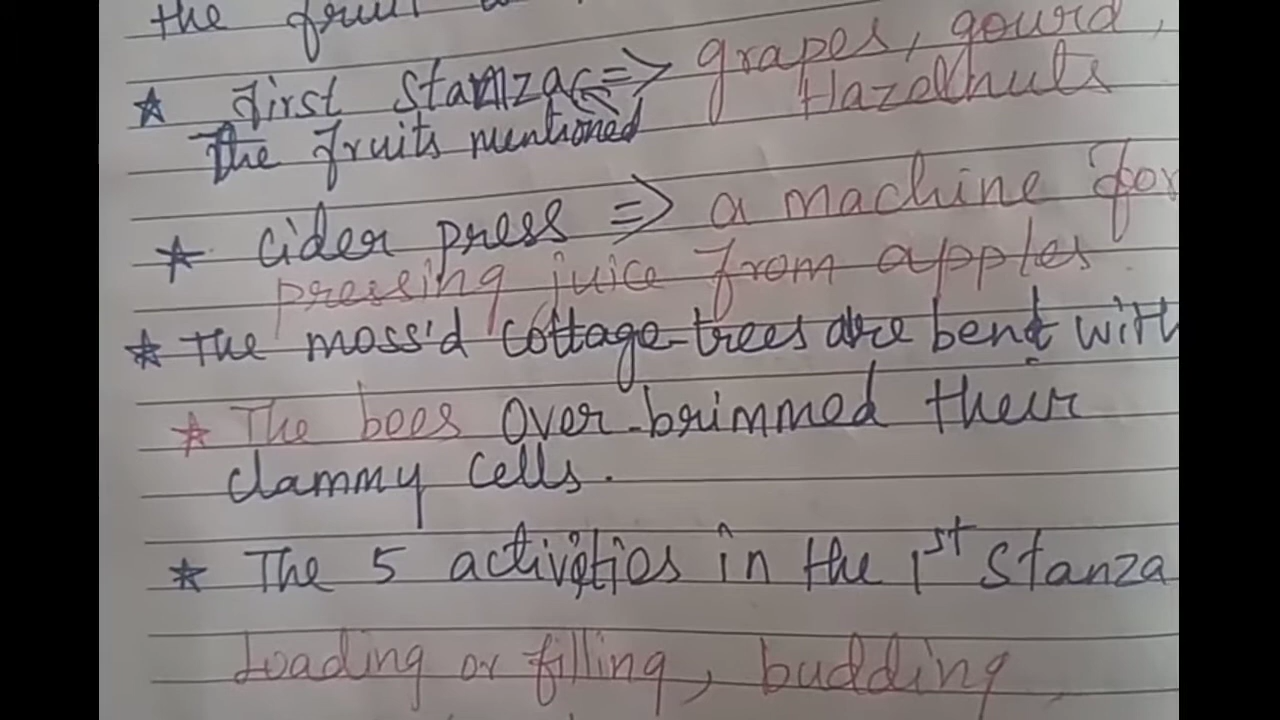 the fruit
★ First Stanza => grapes, gourd,
The fruits mentioned Hazelnuts
★ Cider press => a machine for
pressing juice from apples
★ The moss'd cottage-trees are bent with
★ The bees over-brimmed their
clammy cells.
★ The 5 activities in the 1st Stanza
Loading or filling, budding